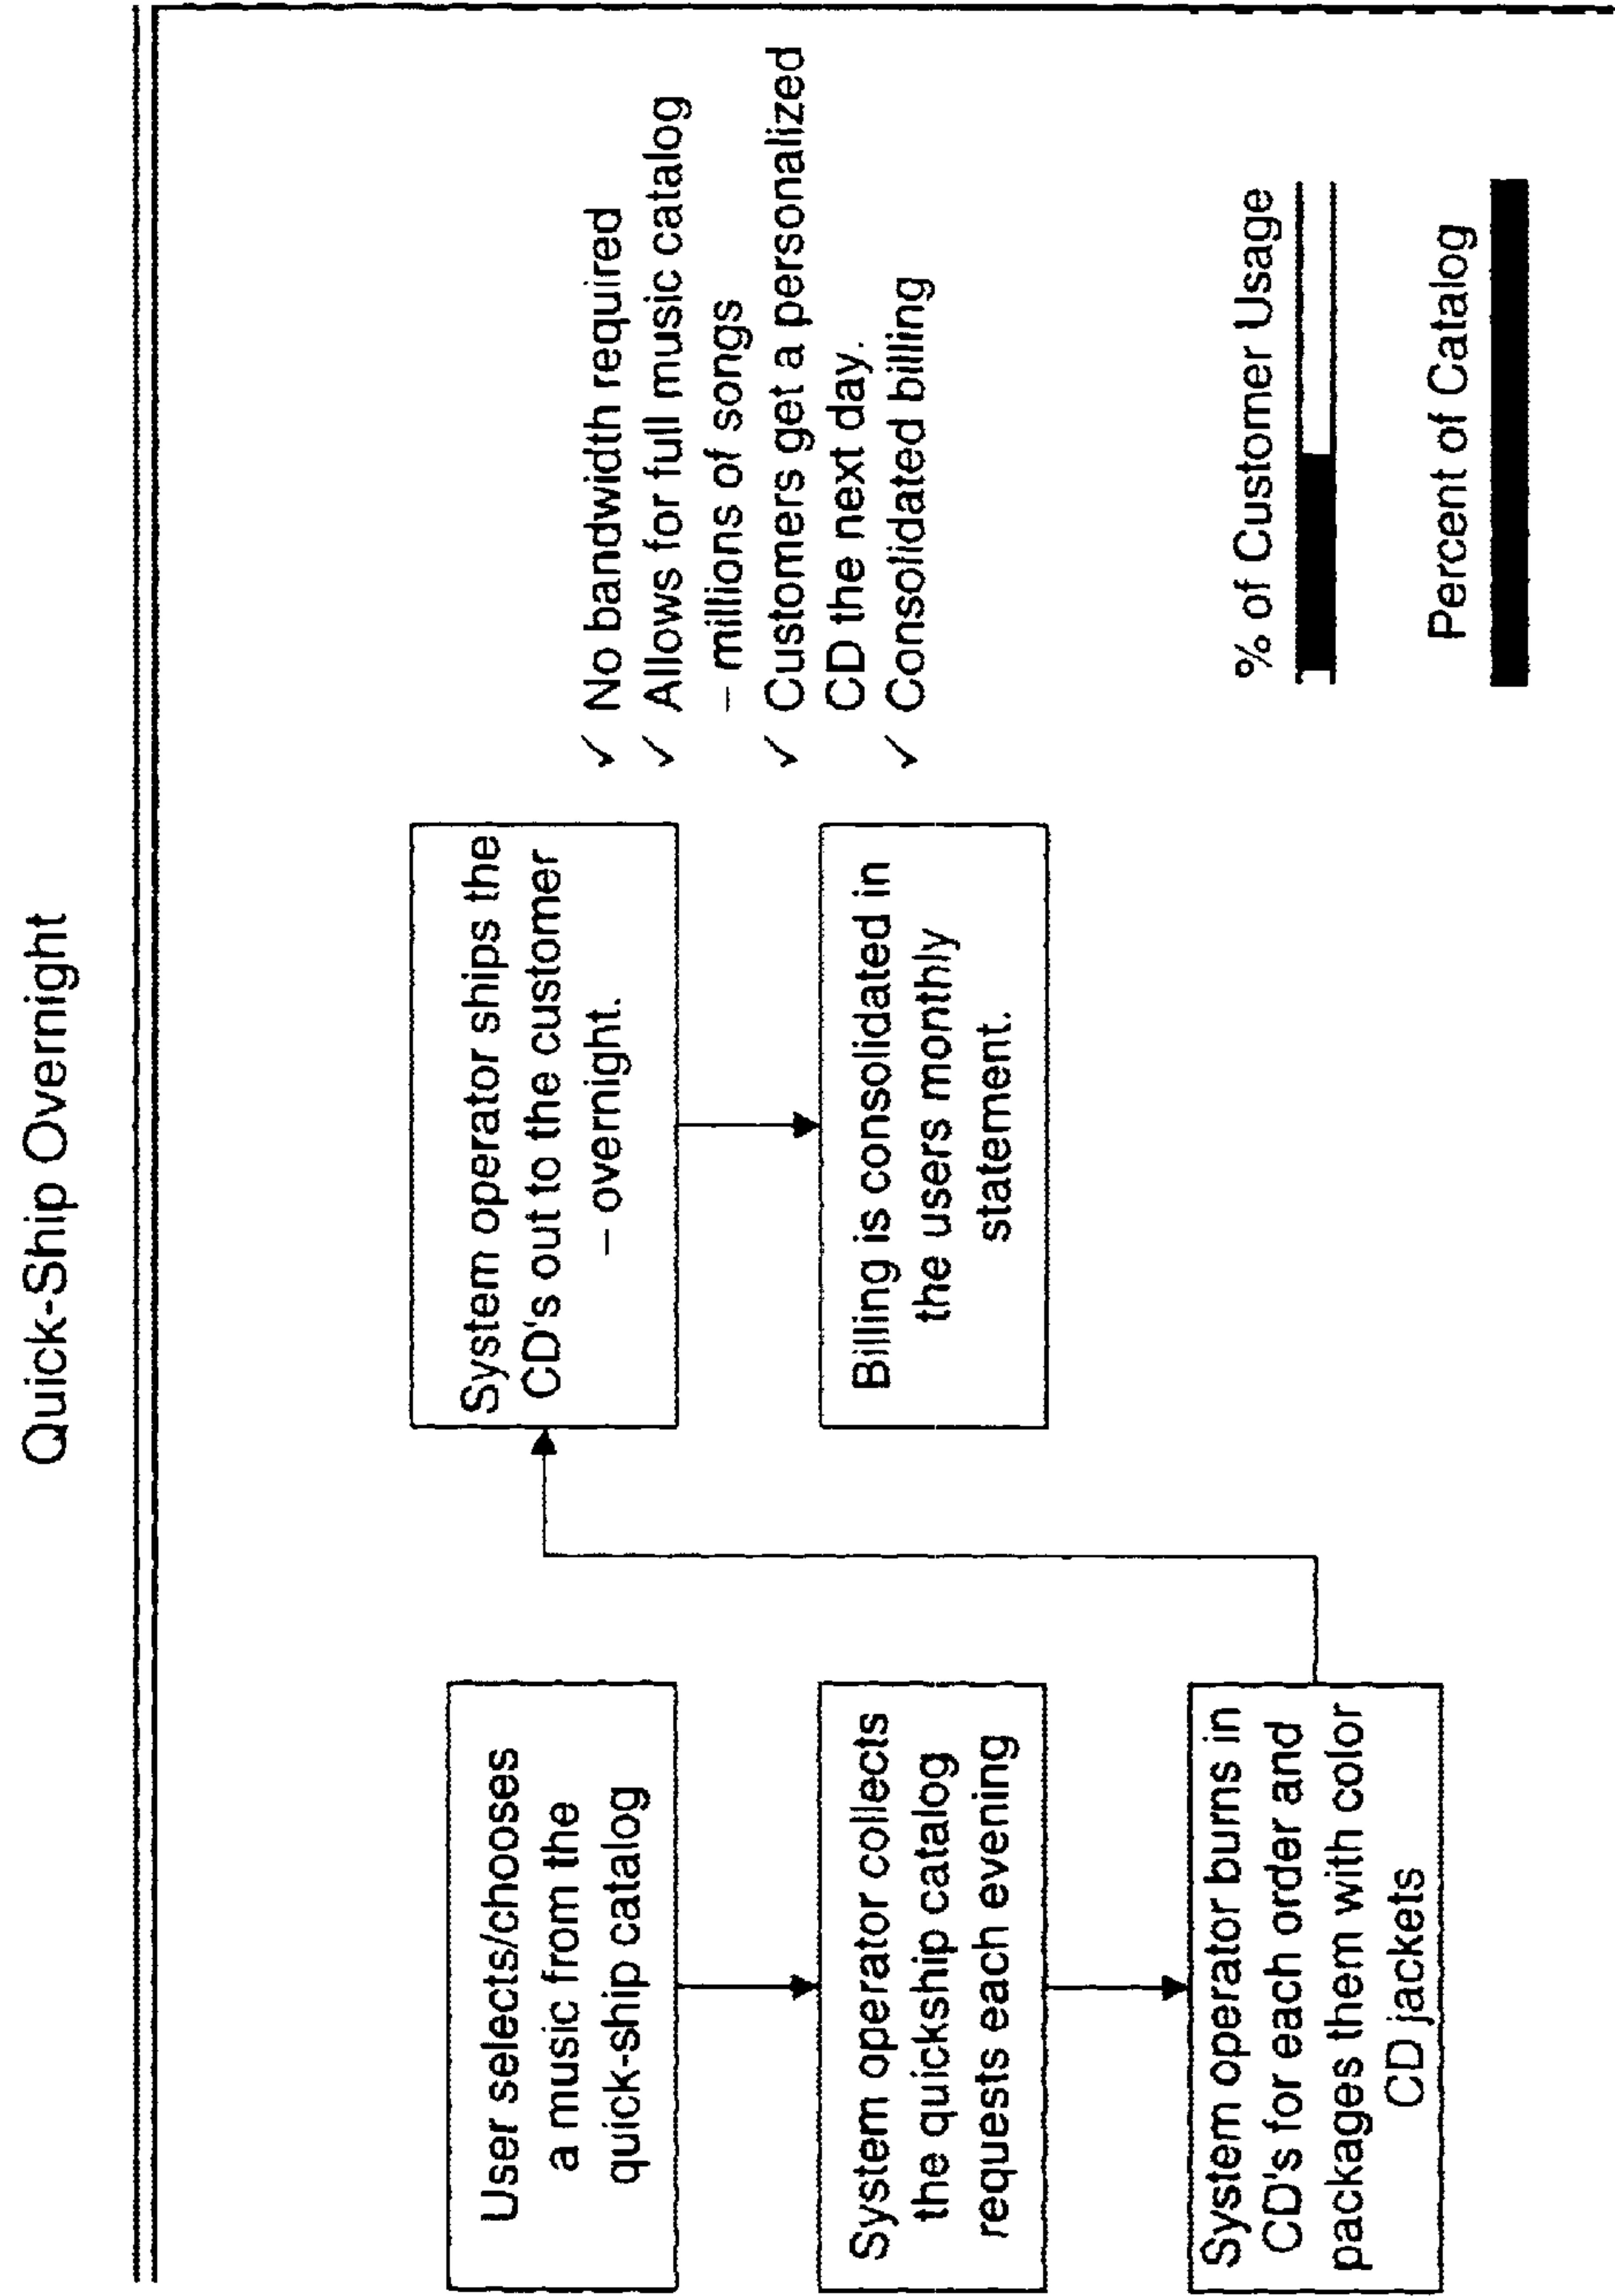 Quick-Ship Overnight
User selects/chooses
a music from the
quick-ship catalog
System operator collects
the quickship catalog
requests each evening
System operator burns in
CD's for each order and
packages them with color
CD jackets
System operator ships the
CD's out to the customer
– overnight.
Billing is consolidated in
the users monthly
statement.
✓ No bandwidth required
✓ Allows for full music catalog
– millions of songs
✓ Customers get a personalized
CD the next day.
✓ Consolidated billing
% of Customer Usage
Percent of Catalog